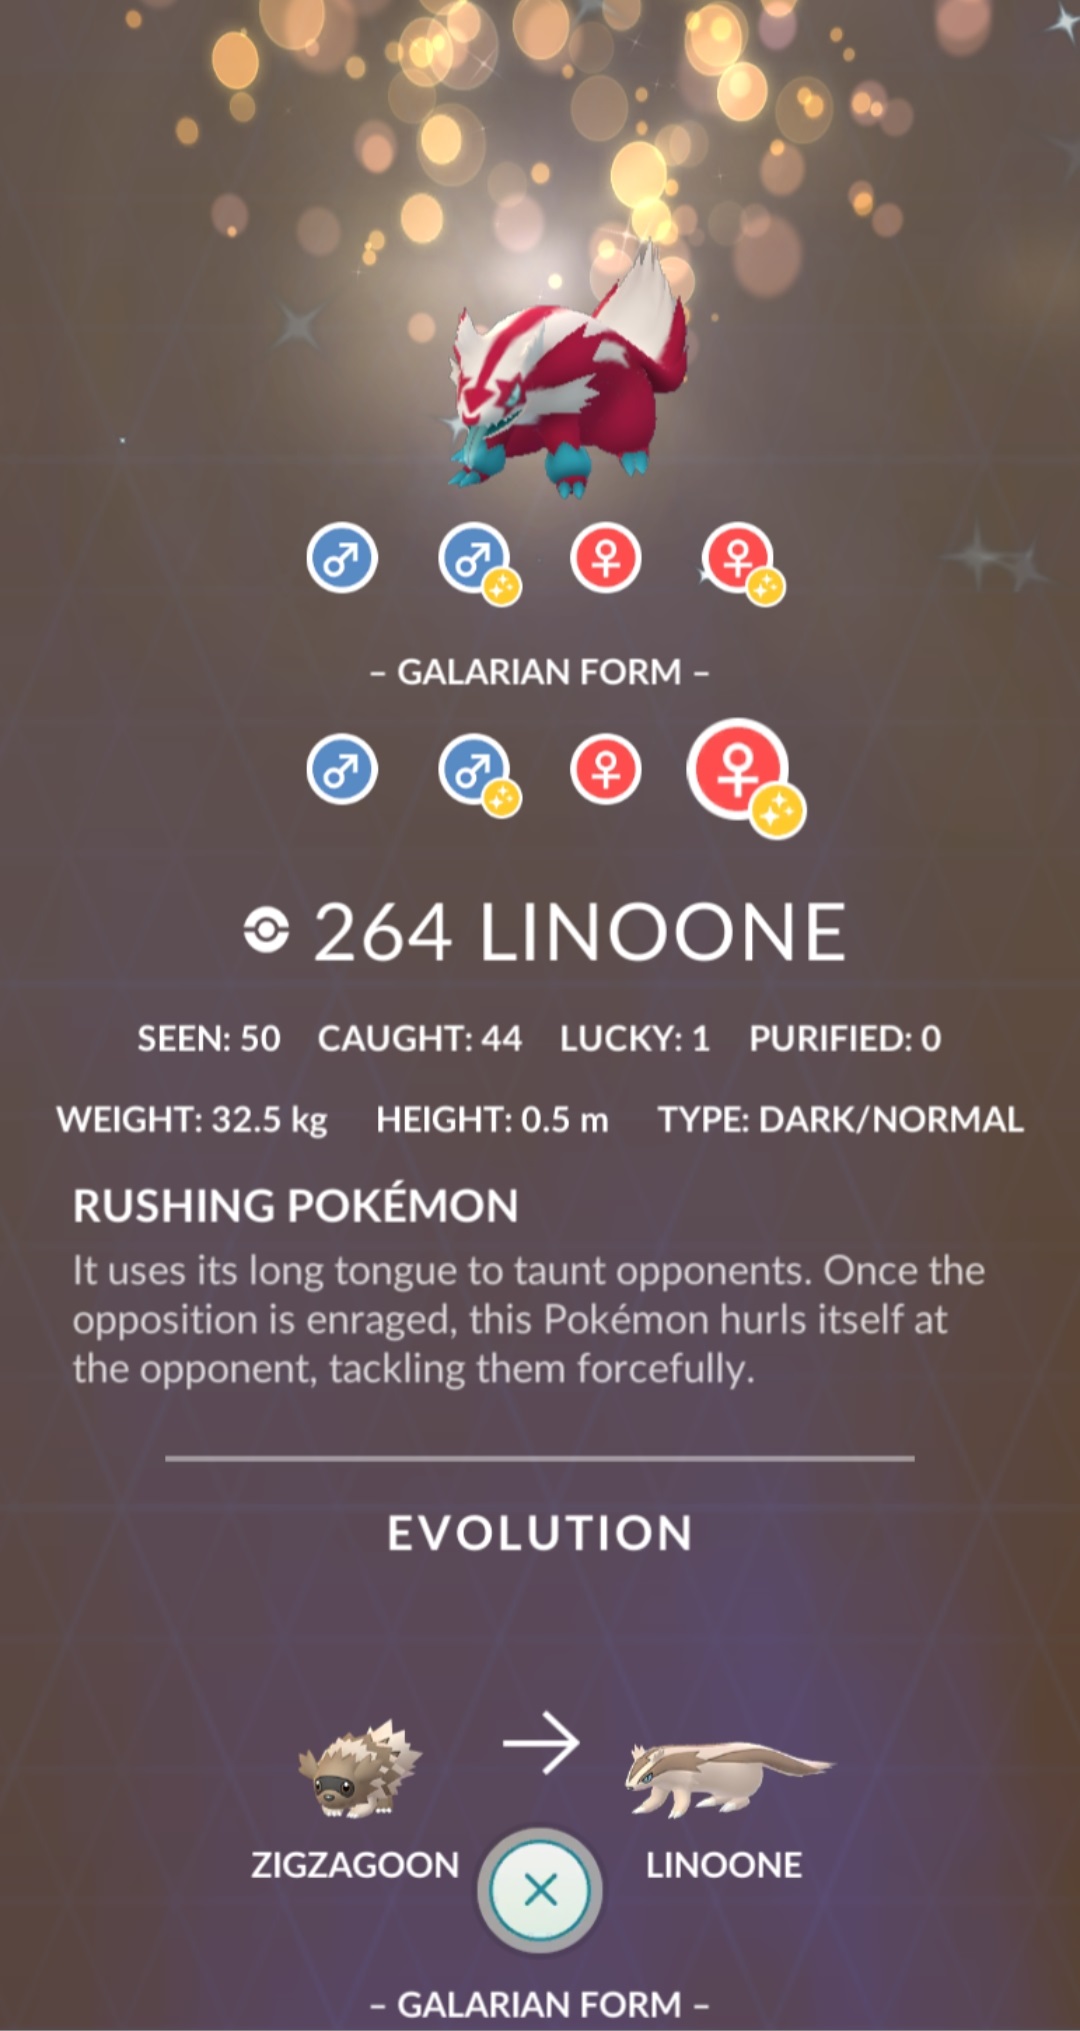 – GALARIAN FORM –
264 LINOONE
SEEN: 50 CAUGHT: 44 LUCKY: 1 PURIFIED: 0
WEIGHT: 32.5 kg HEIGHT: 0.5 m TYPE: DARK/NORMAL
RUSHING POKÉMON
It uses its long tongue to taunt opponents. Once the
opposition is enraged, this Pokémon hurls itself at
the opponent, tackling them forcefully.
EVOLUTION
ZIGZAGOON LINOONE
– GALARIAN FORM –